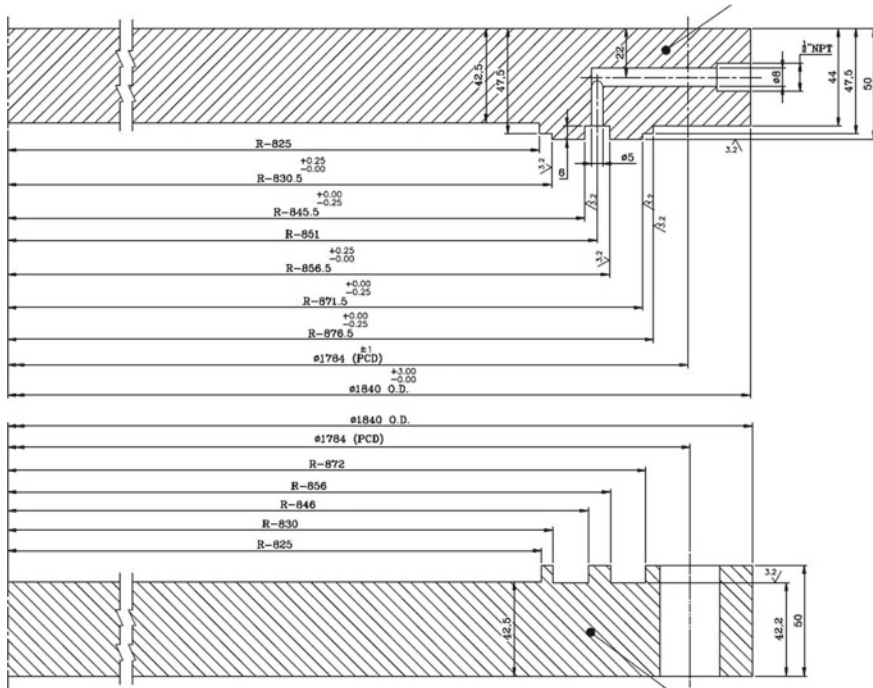 42.5
47.5
22
ø8
⅛"NPT
44
47.5
50
R-825
6
ø5
3.2
3.2
+0.25
-0.00
R-830.5
3.2
3.2
+0.00
-0.25
R-845.5
3.2
R-851
+0.25
-0.00
R-856.5
3.2
+0.00
-0.25
R-871.5
+0.00
-0.25
R-876.5
±1
ø1784 (PCD)
+3.00
-0.00
ø1840 O.D.
ø1840 O.D.
ø1784 (PCD)
R-872
R-856
R-846
R-830
R-825
3.2
42.5
42.2
50